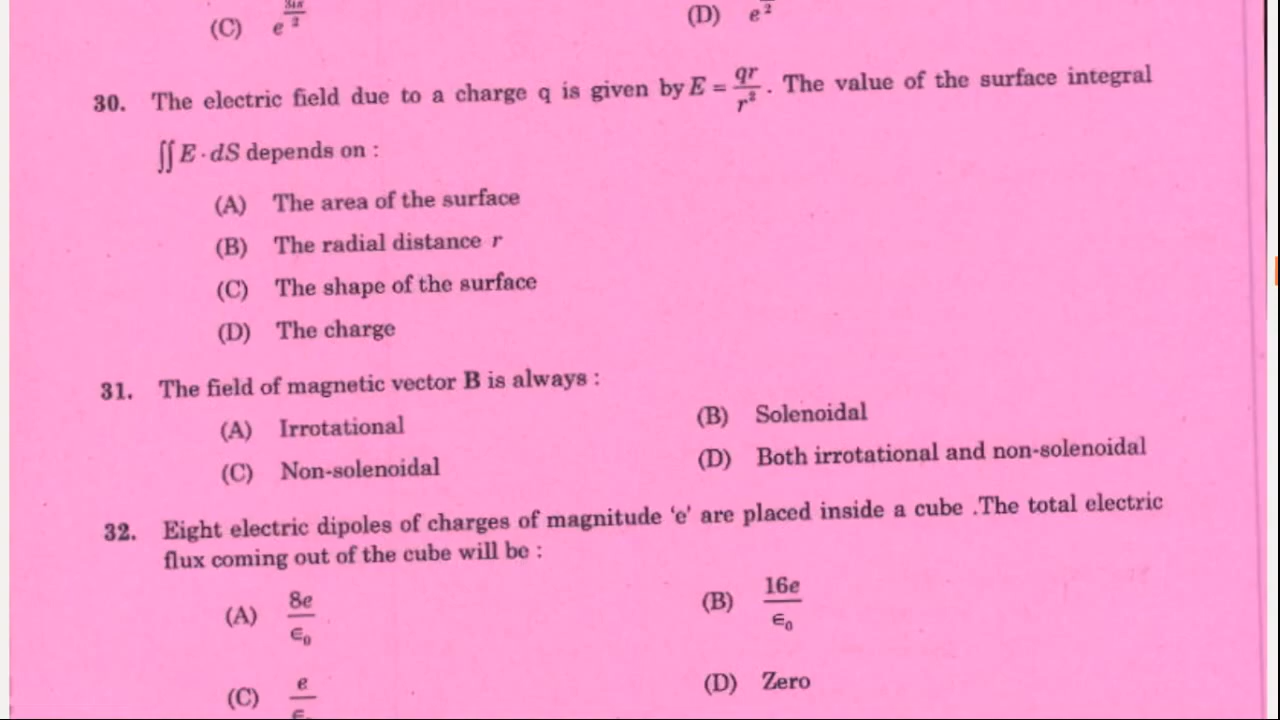 (C) e^{3iπ/2} (D) e^{π/2}
30. The electric field due to a charge q is given by E = qr/r². The value of the surface integral
∬ E · dS depends on :
(A) The area of the surface
(B) The radial distance r
(C) The shape of the surface
(D) The charge
31. The field of magnetic vector B is always :
(A) Irrotational (B) Solenoidal
(C) Non-solenoidal (D) Both irrotational and non-solenoidal
32. Eight electric dipoles of charges of magnitude 'e' are placed inside a cube .The total electric
flux coming out of the cube will be :
(A) 8e/∈₀ (B) 16e/∈₀
(C) e/∈ (D) Zero